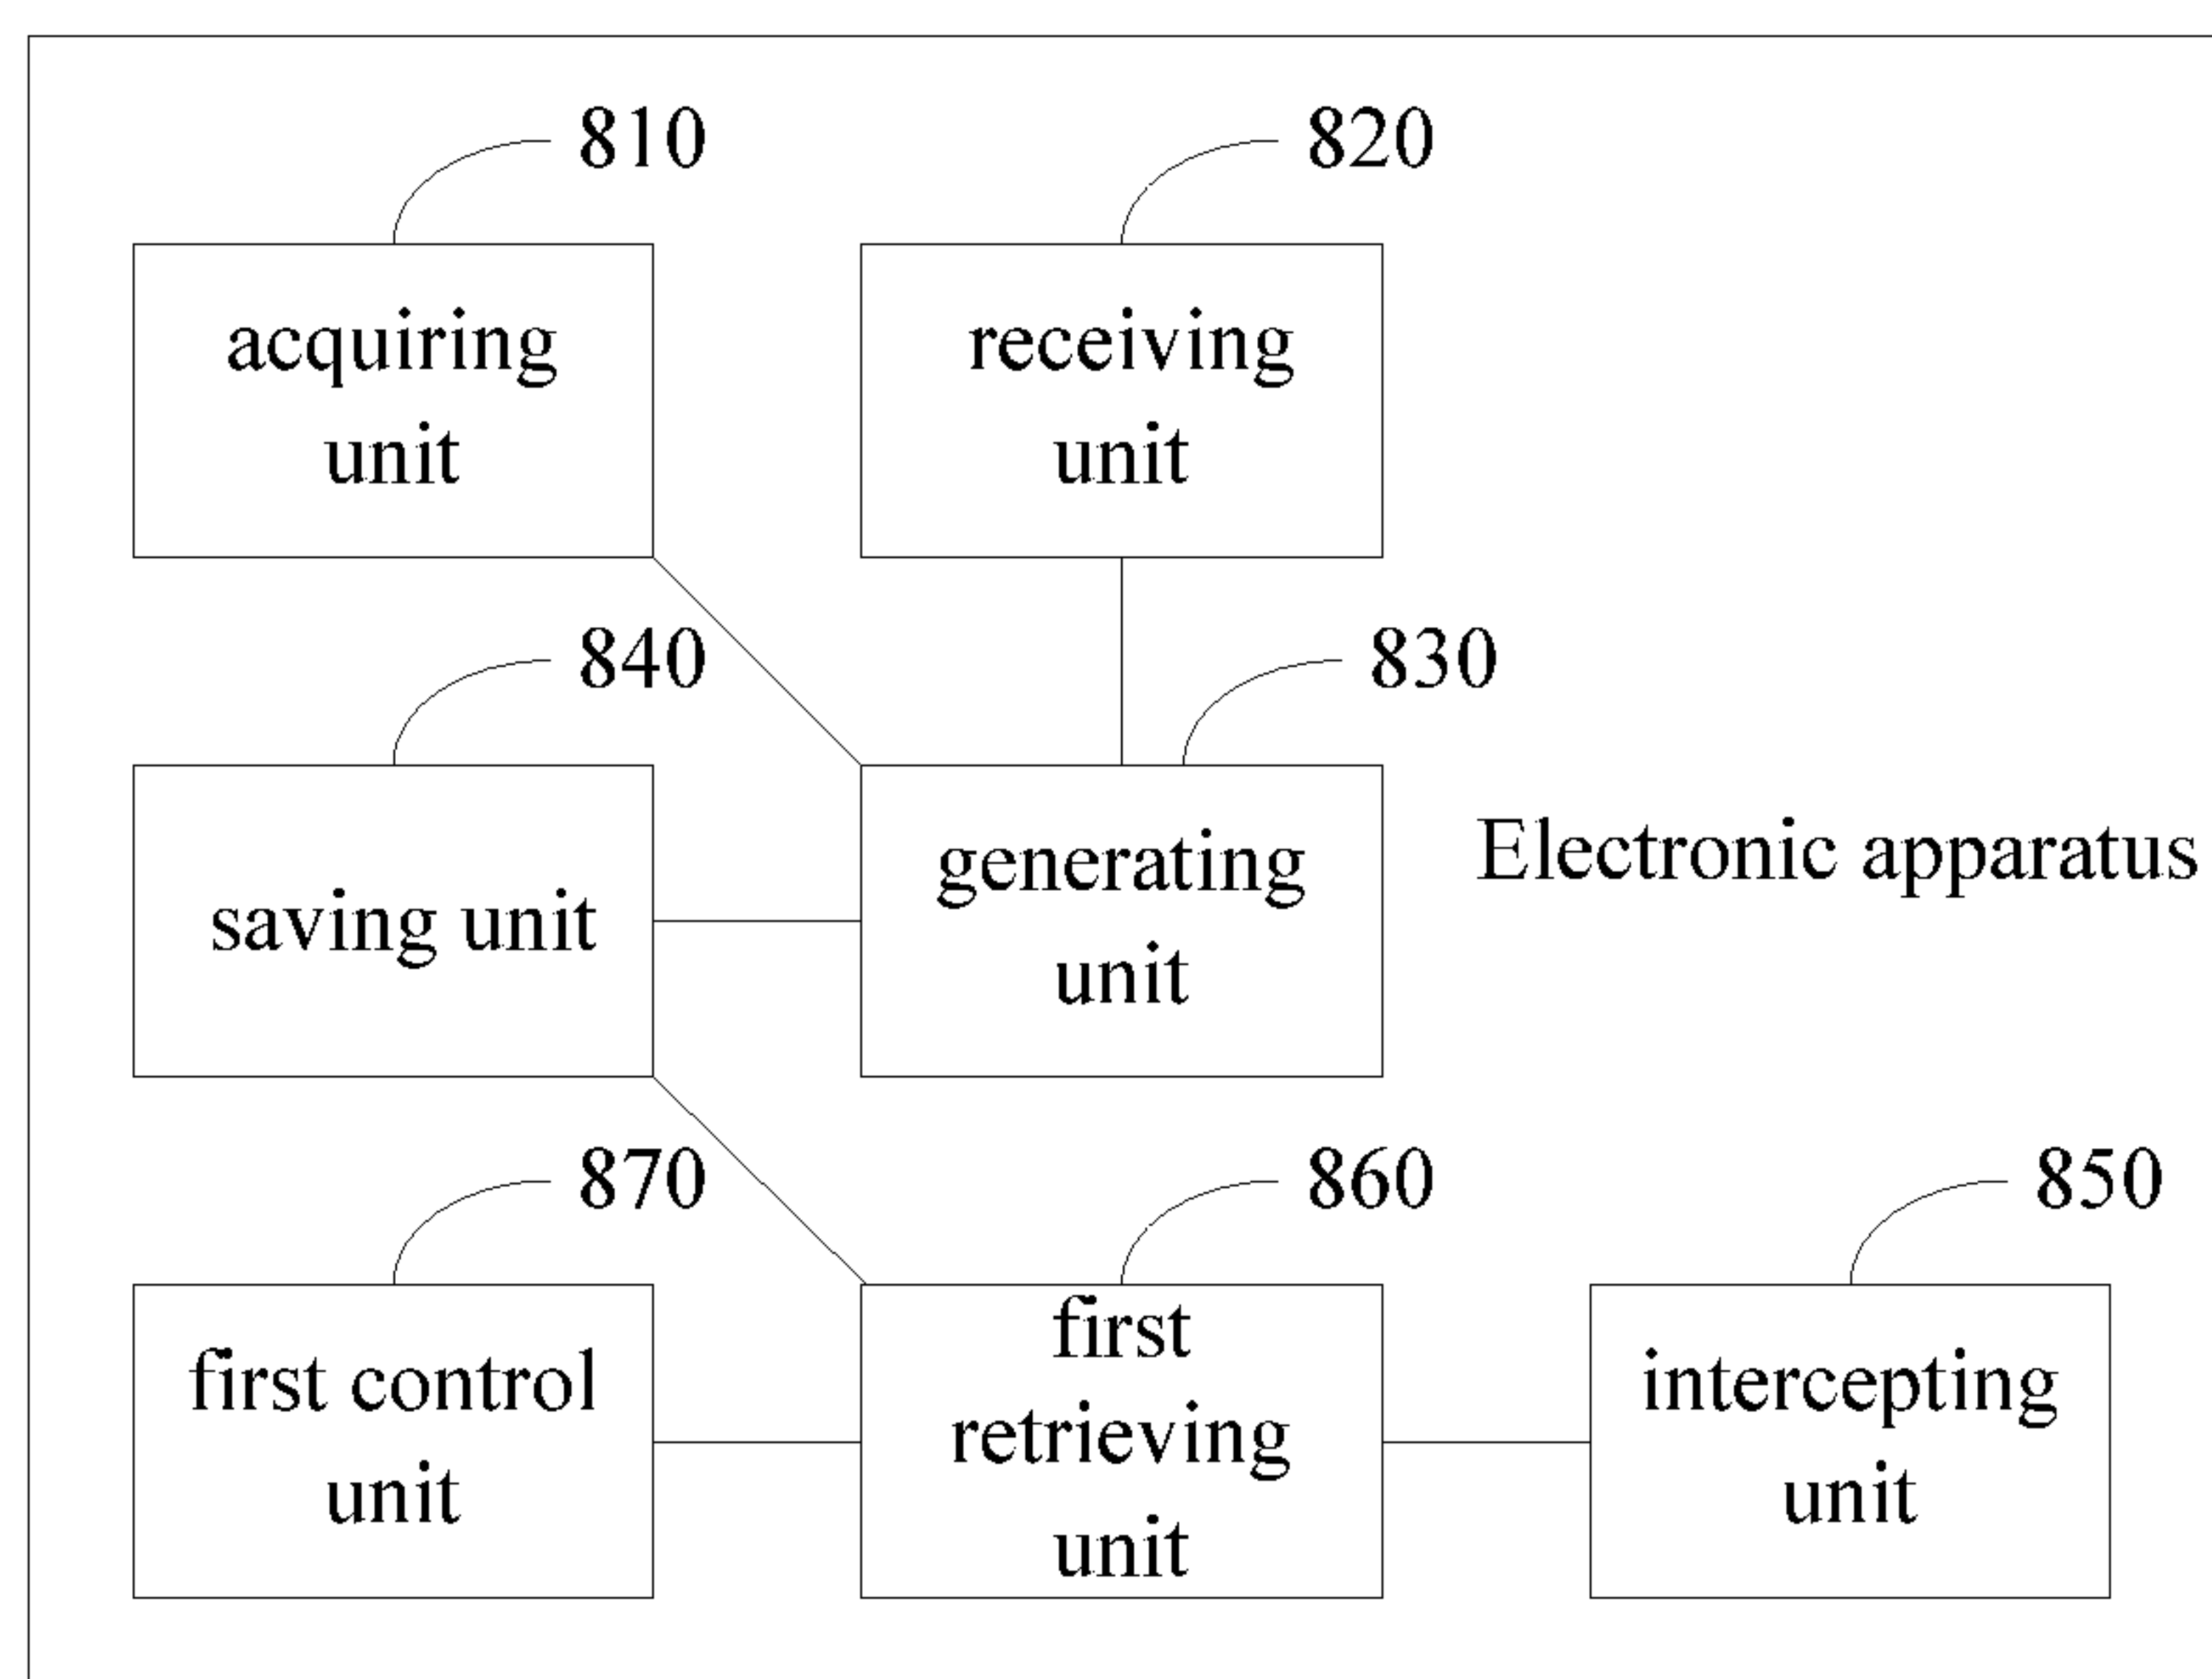 810
820
acquiring
unit
receiving
unit
840
830
saving unit
generating
unit
Electronic apparatus
870
860
850
first control
unit
first
retrieving
unit
intercepting
unit